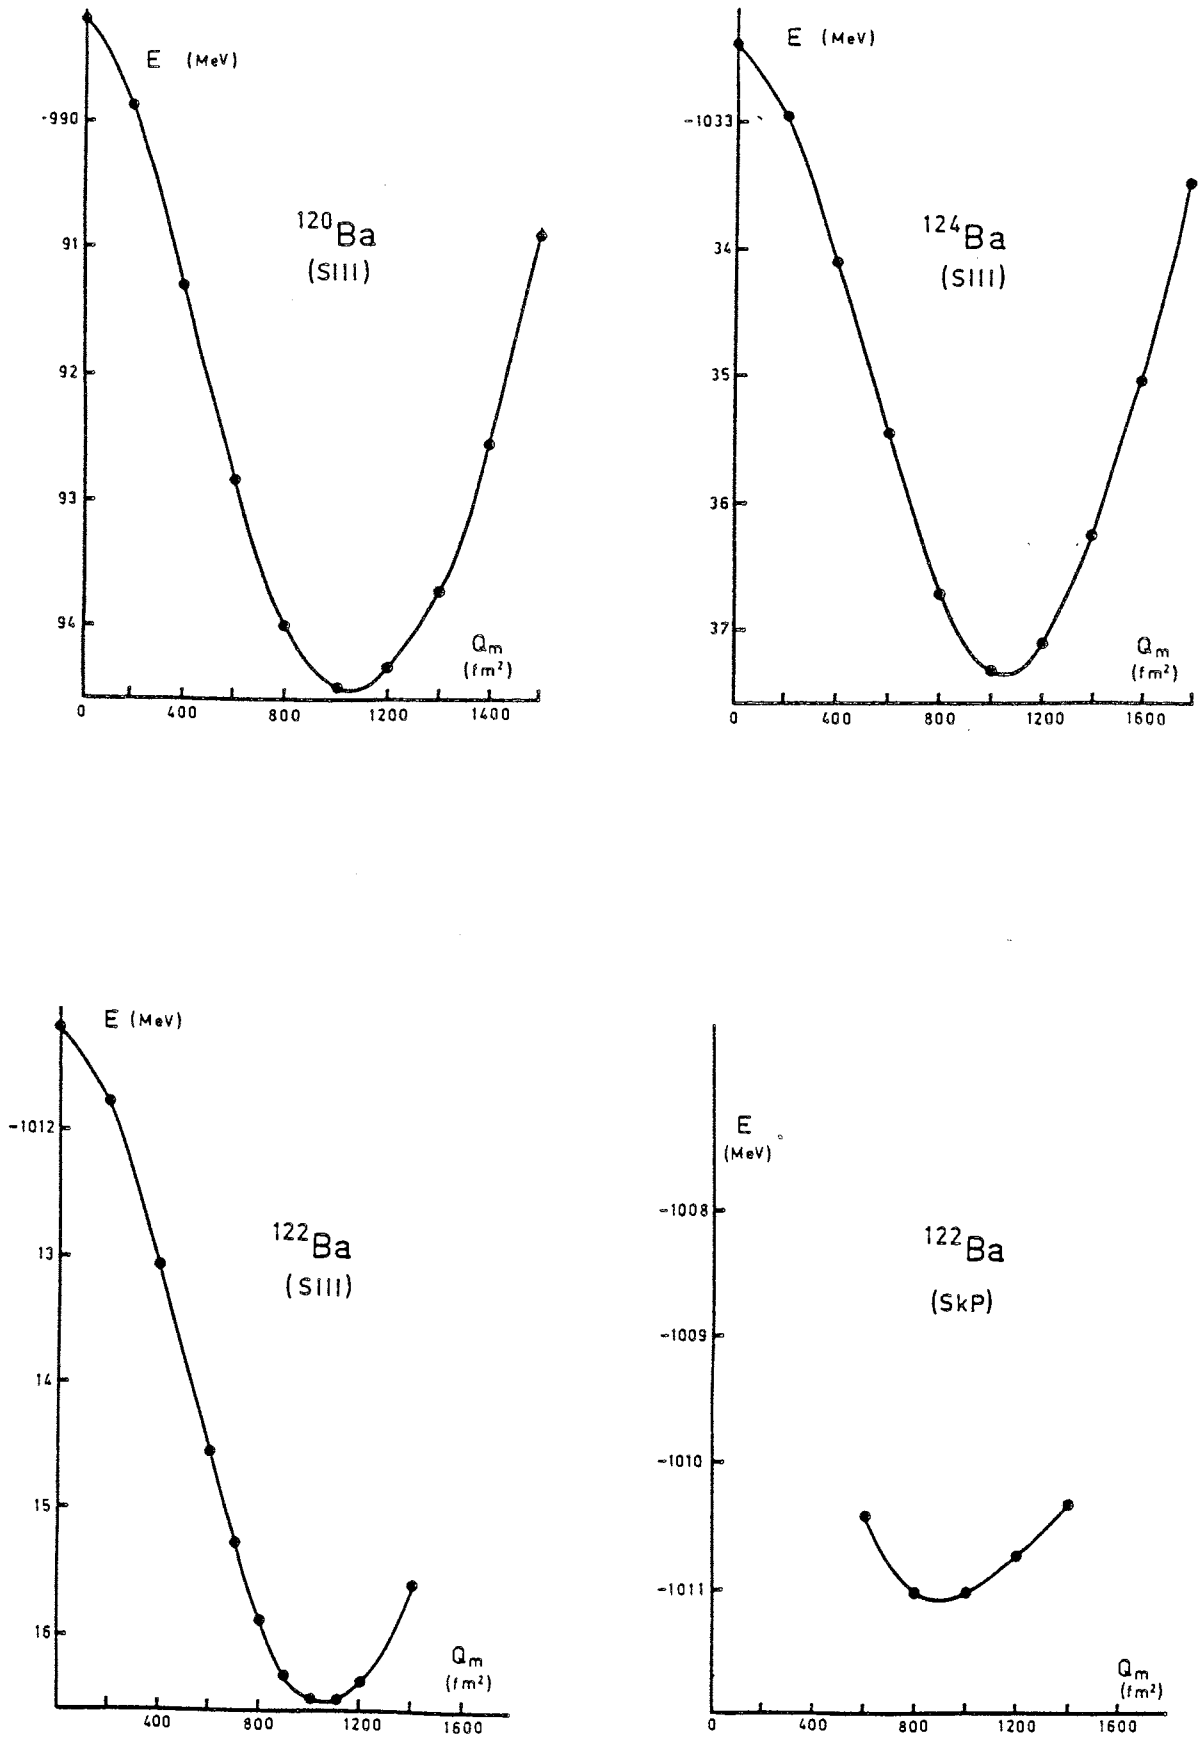 E (MeV)
-990
91
92
93
94
120Ba
(SIII)
Qm
(fm²)
0 400 800 1200 1400
E (MeV)
-1033
34
35
36
37
124Ba
(SIII)
Qm
(fm²)
0 400 800 1200 1600
E (MeV)
-1012
13
14
15
16
122Ba
(SIII)
Qm
(fm²)
400 800 1200 1600
E
(MeV)
-1008
-1009
-1010
-1011
122Ba
(SkP)
Qm
(fm²)
0 400 800 1200 1600